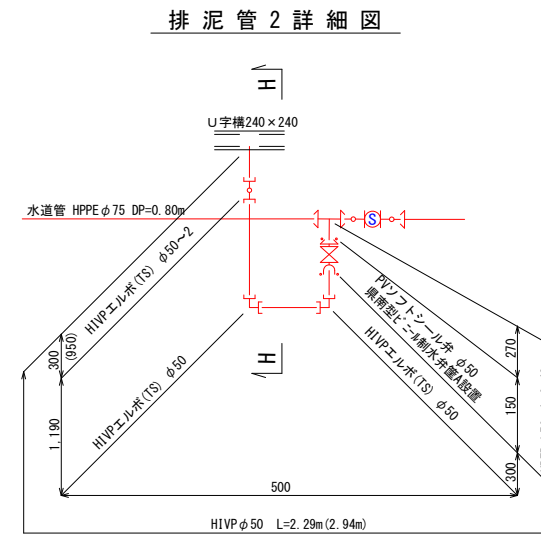 排泥管2詳細図
H
U字構240×240
水道管 HPPEφ75 DP=0.80m
S
HIVPエルボ(TS) φ50～2
PVソフトシール弁 φ50
県南型ビニール制水弁筐A設置
HIVPエルボ(TS) φ50
HIVPエルボ(TS) φ50
H
300
(950)
1,190
270
150
300
500
HIVPφ50 L=2.29m(2.94m)